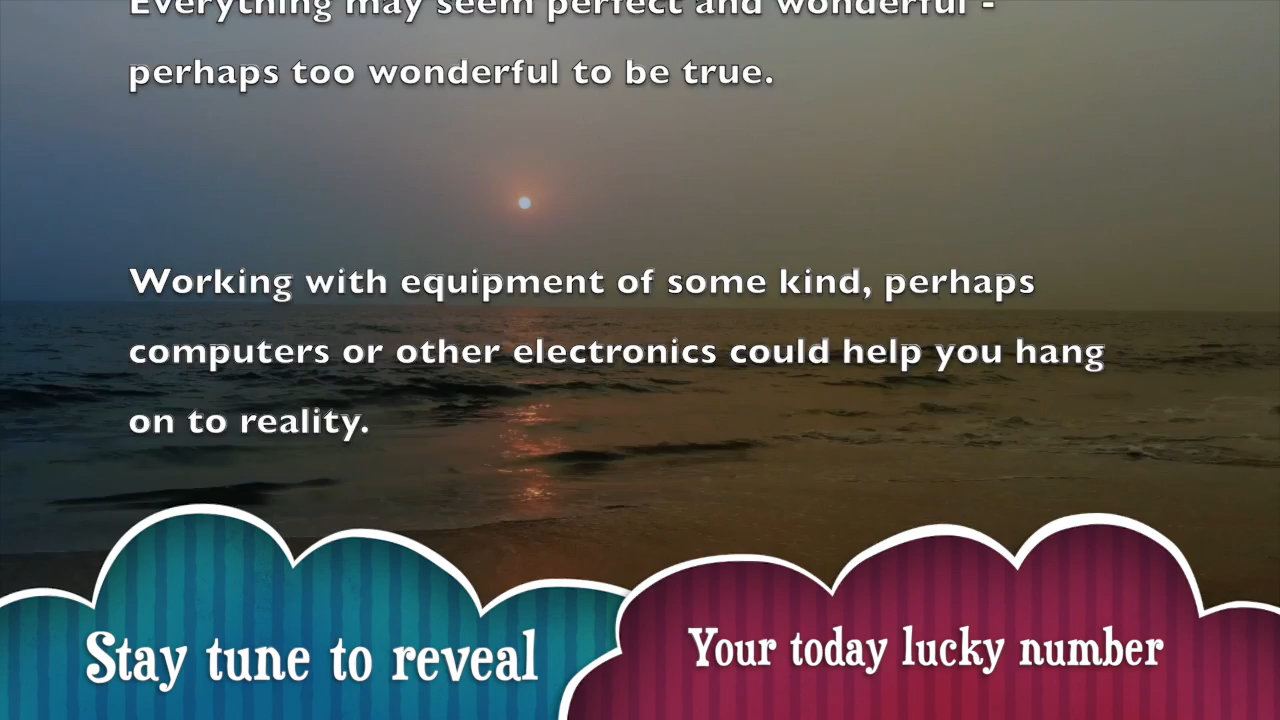 Everything may seem perfect and wonderful -
perhaps too wonderful to be true.
Working with equipment of some kind, perhaps
computers or other electronics could help you hang
on to reality.
Stay tune to reveal
Your today lucky number